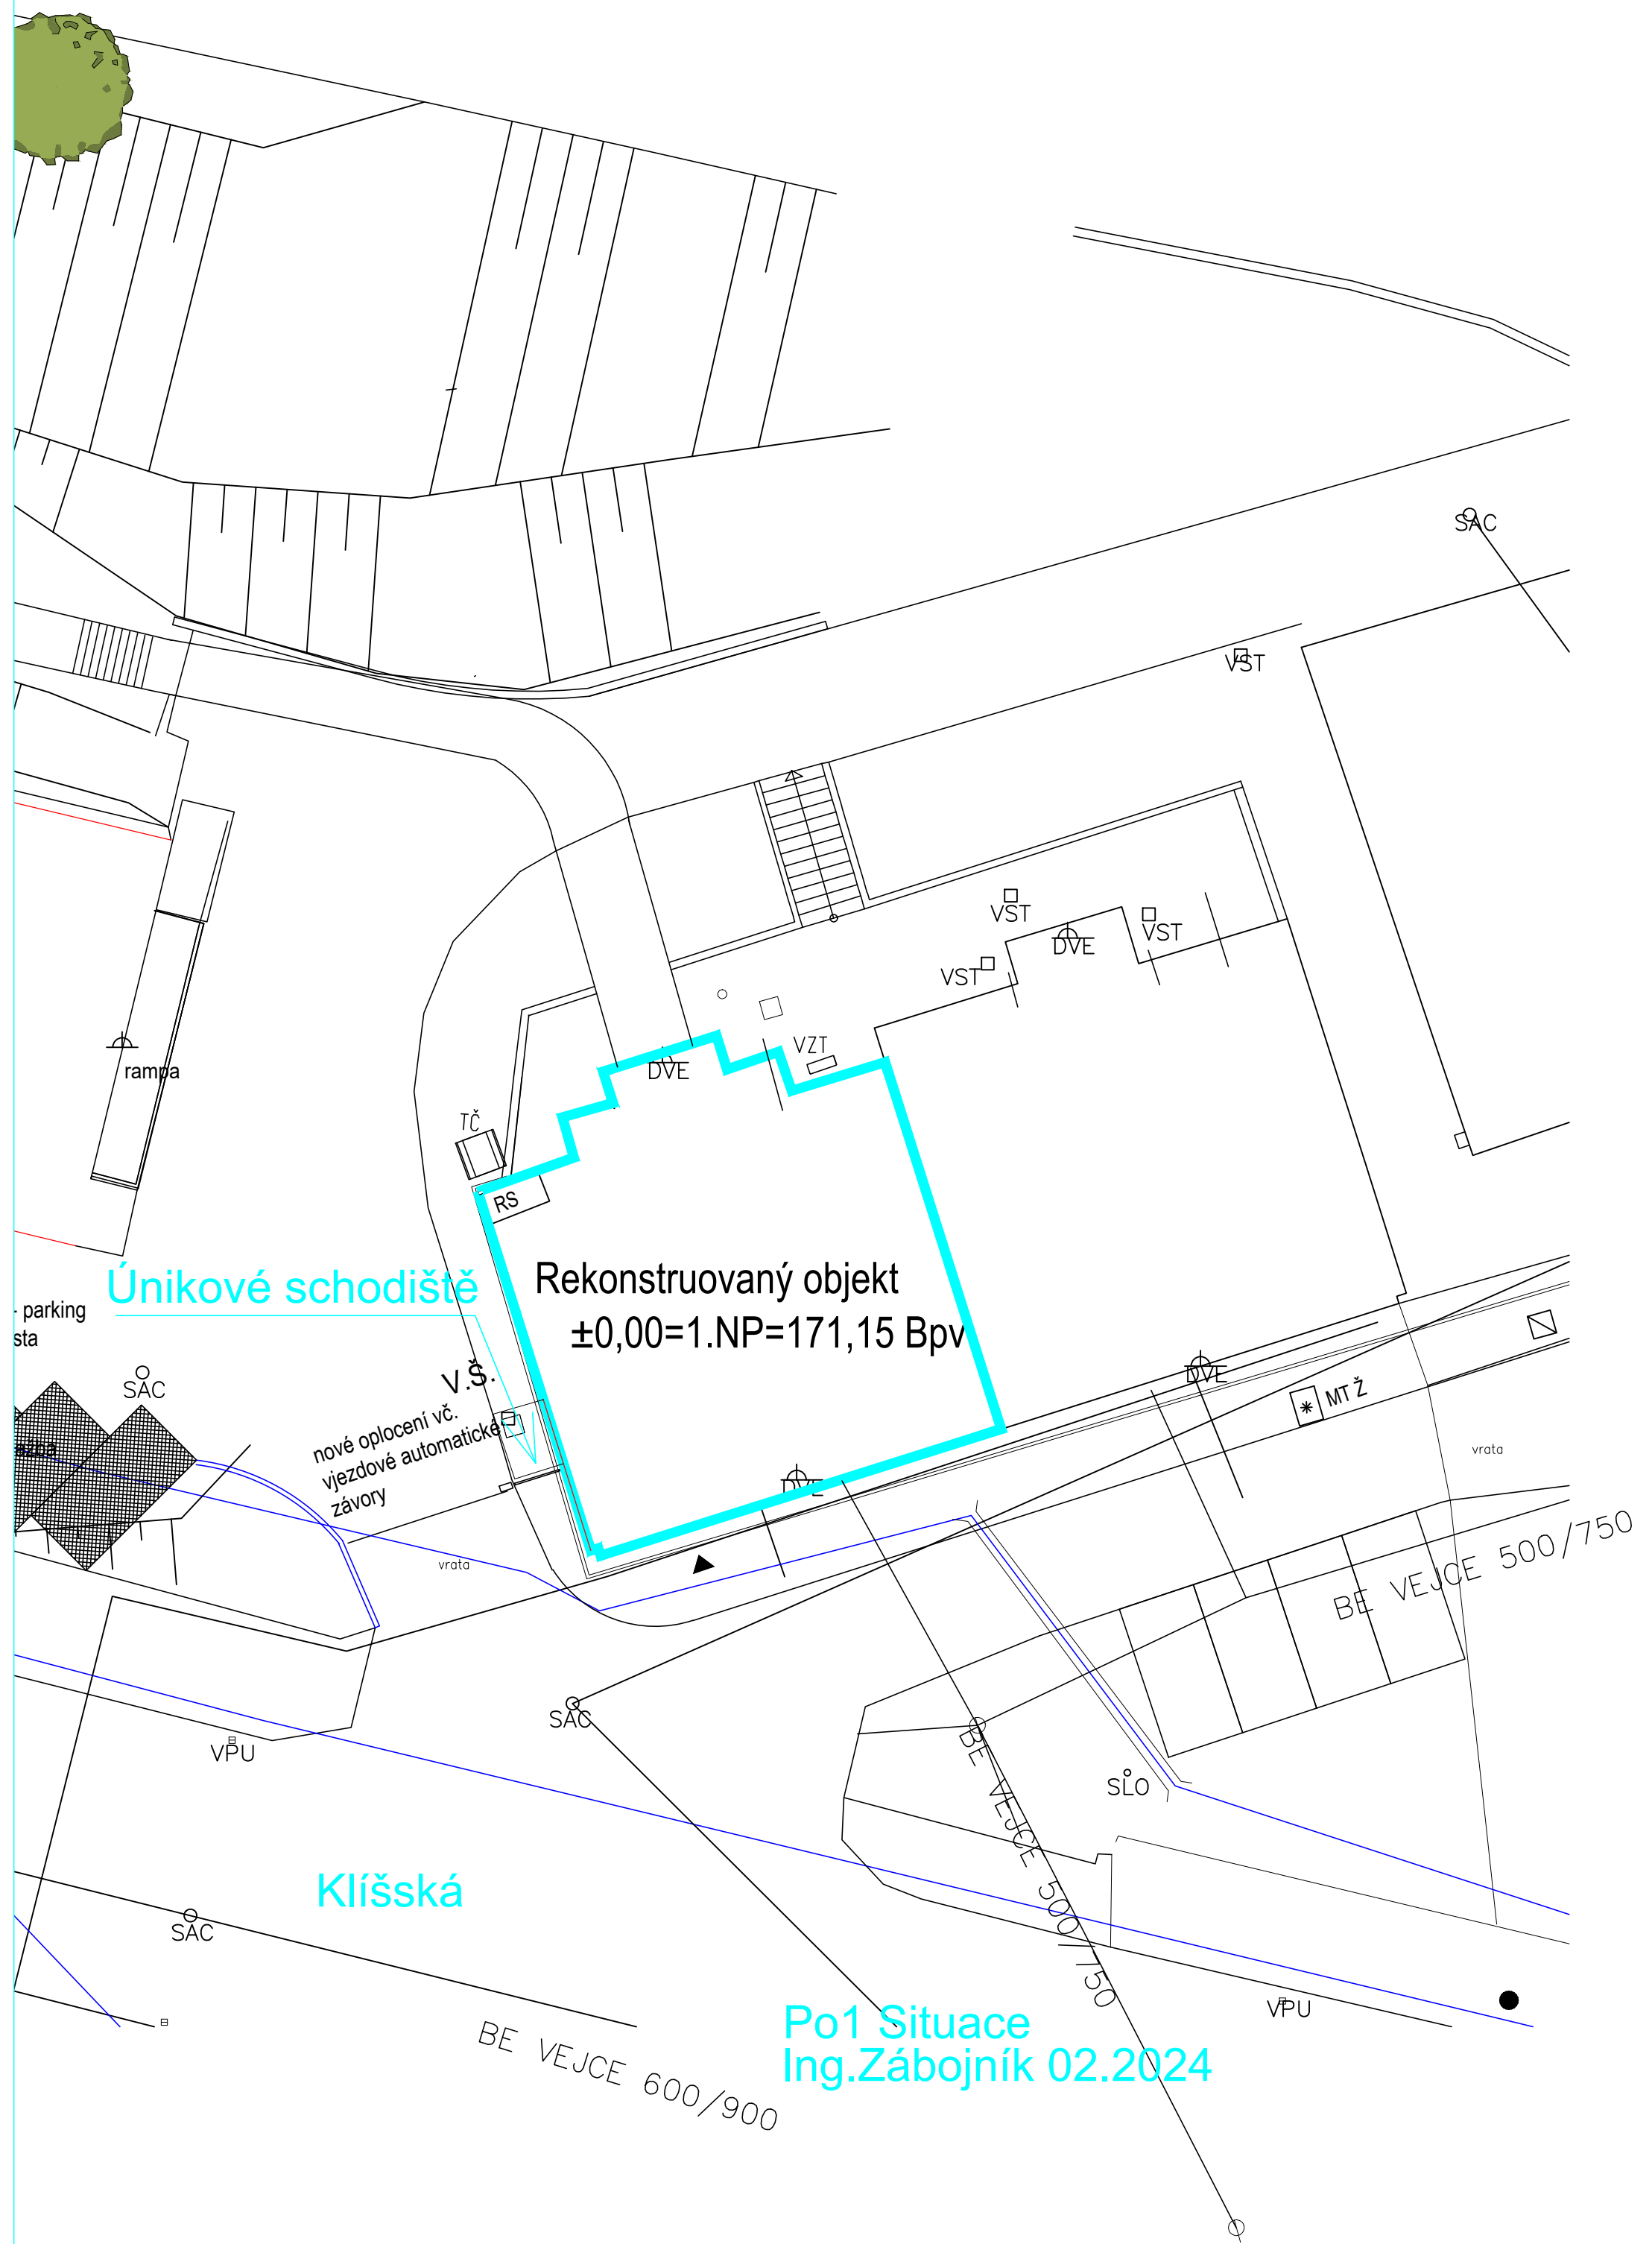 SAC
VST
VST
DVE
VST
VST
VZT
DVE
rampa
TČ
RS
Únikové schodiště
Rekonstruovaný objekt
±0,00=1.NP=171,15 Bpv
- parking
sta
V.Š.
SAC
DVE
MT Ž
nové oplocení vč.
vjezdové automatické
závory
vrata
DVE
vrata
BE VEJCE 500/750
SAC
VPU
BE VEJCE 500/750
SLO
Klíšská
SAC
VPU
Po1 Situace
Ing.Zábojník 02.2024
BE VEJCE 600/900